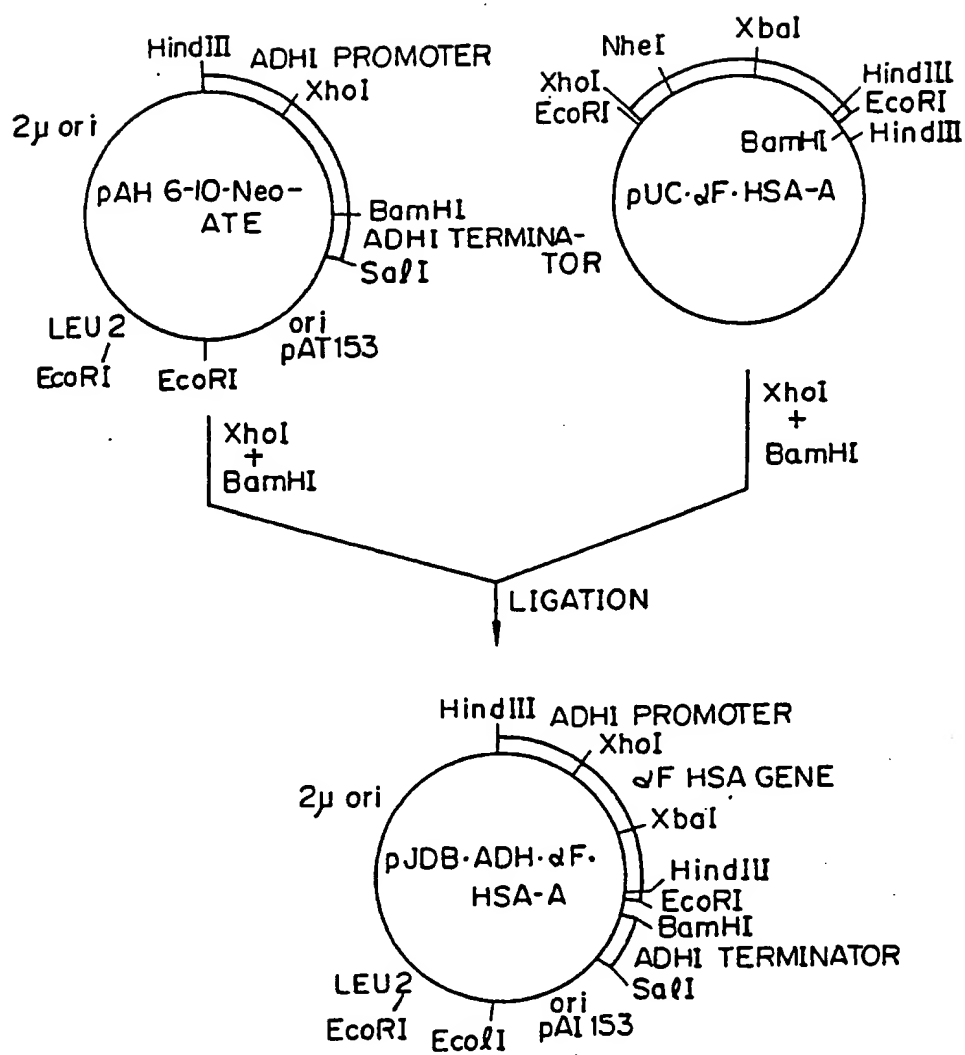 HindIII
ADHI PROMOTER
XhoI
2μ ori
pAH 6-10-Neo-
ATE
BamHI
ADHI TERMINA-
TOR
SalI
LEU2
EcoRI
EcoRI
ori
pAT153
XbaI
NheI
XhoI
EcoRI
HindIII
EcoRI
BamHI
HindIII
pUC·αF·HSA-A
XhoI
+
BamHI
XhoI
+
BamHI
LIGATION
HindIII
ADHI PROMOTER
XhoI
αF HSA GENE
2μ ori
XbaI
pJDB·ADH·αF·
HSA-A
HindIII
EcoRI
BamHI
ADHI TERMINATOR
SalI
LEU2
EcoRI
EcolI
ori
pAI153